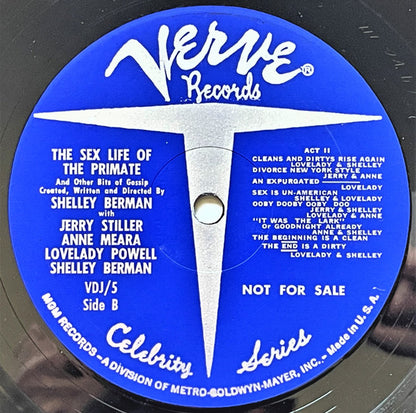 Verve®
Records
THE SEX LIFE OF
THE PRIMATE
And Other Bits of Gossip
Created, Written and Directed By
SHELLEY BERMAN
with
JERRY STILLER
ANNE MEARA
LOVELADY POWELL
SHELLEY BERMAN
VDJ/5
Side B
ACT II
CLEANS AND DIRTYS RISE AGAIN
LOVELADY & SHELLEY
DIVORCE NEW YORK STYLE
JERRY & ANNE
AN EXPURGATED
LOVELADY
SEX IS UN-AMERICAN
SHELLEY & LOVELADY
OOBY DOOBY OOBY, DOO
JERRY & SHELLEY
LOVELADY & ANNE
"IT WAS THE LARK"
Or GOODNIGHT ALREADY
ANNE & SHELLEY
THE BEGINNING IS A CLEAN
THE END IS A DIRTY
LOVELADY & SHELLEY
NOT FOR SALE
Celebrity Series
MGM RECORDS – A DIVISION OF METRO-GOLDWYN-MAYER, INC. – Made in U.S.A.